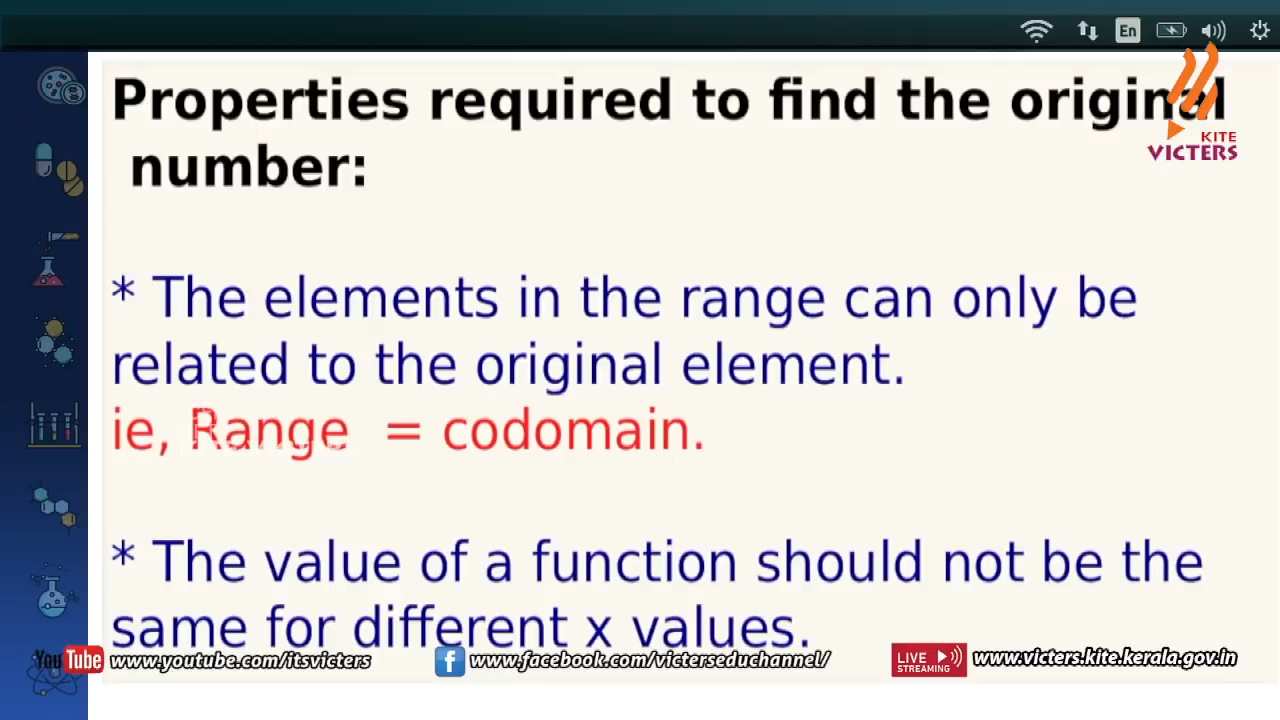 En
Properties required to find the original
number:
KITE
VICTERS
* The elements in the range can only be
related to the original element.
ie, Range = codomain.
* The value of a function should not be the
same for different x values.
YouTube www.youtube.com/itsvicters
f www.facebook.com/victerseduchannel/
LIVE
STREAMING
www.victers.kite.kerala.gov.in